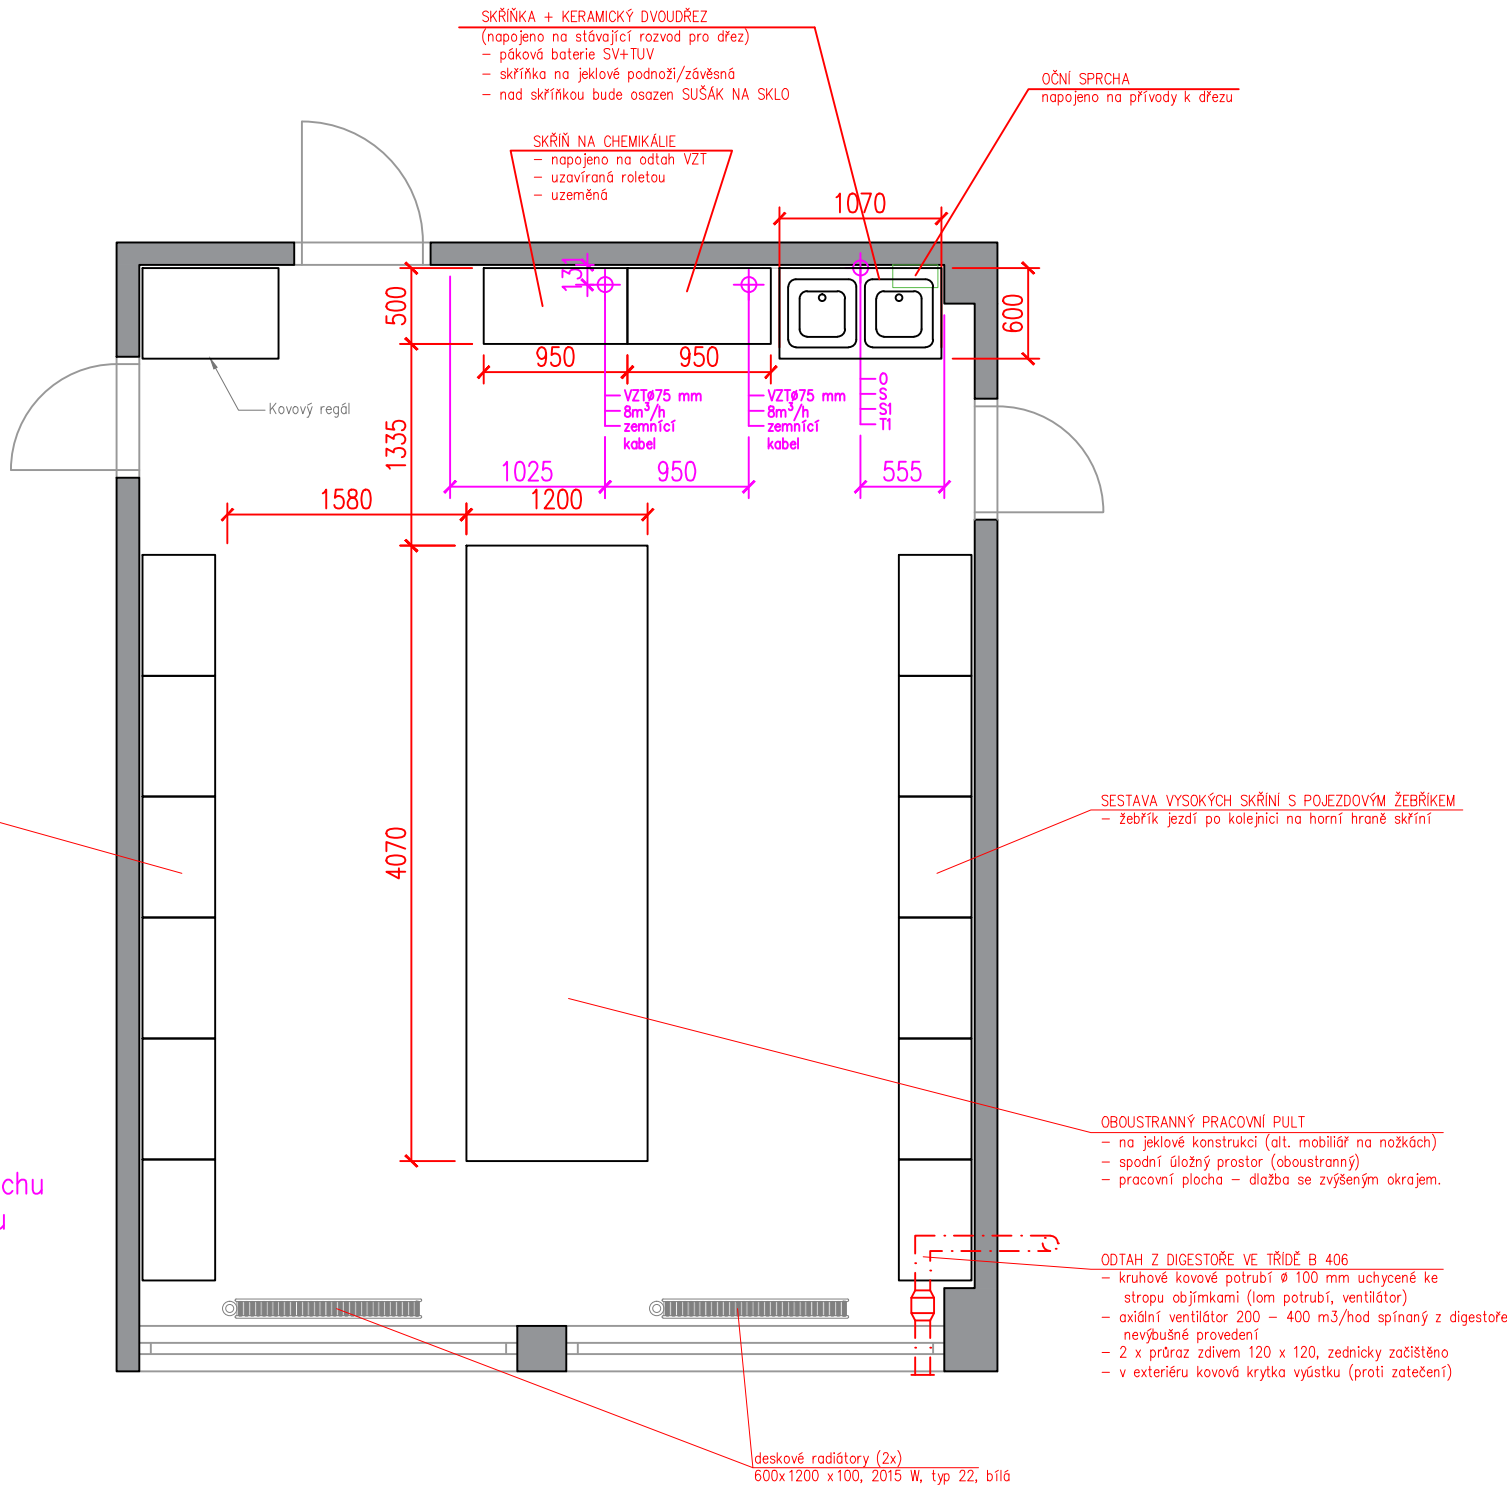 SKŘÍŇKA + KERAMICKÝ DVOUDŘEZ
(napojeno na stávající rozvod pro dřez)
– páková baterie SV+TUV
– skříňka na jeklové podnoži/závěsná
– nad skříňkou bude osazen SUŠÁK NA SKLO
OČNÍ SPRCHA
napojeno na přívody k dřezu
SKŘÍŇ NA CHEMIKÁLIE
– napojeno na odtah VZT
– uzavíraná roletou
– uzeměná
1070
131
500
600
950
950
Kovový regál
VZTø75 mm
8m³/h
zemnící
kabel
VZTø75 mm
8m³/h
zemnící
kabel
O
S
S1
T1
1335
1025
950
555
1580
1200
4070
SESTAVA VYSOKÝCH SKŘÍNÍ S POJEZDOVÝM ŽEBŘÍKEM
– žebřík jezdí po kolejnici na horní hraně skříní
OBOUSTRANNÝ PRACOVNÍ PULT
– na jeklové konstrukci (alt. mobiliář na nožkách)
– spodní úložný prostor (oboustranný)
– pracovní plocha – dlažba se zvýšeným okrajem.
chu
u
ODTAH Z DIGESTOŘE VE TŘÍDĚ B 406
– kruhové kovové potrubí ø 100 mm uchycené ke
stropu objímkami (lom potrubí, ventilátor)
– axiální ventilátor 200 – 400 m3/hod spínaný z digestoře
nevýbušné provedení
– 2 x průraz zdivem 120 x 120, zednicky začištěno
– v exteriéru kovová krytka vyústku (proti zatečení)
deskové radiátory (2x)
600x1200 x100, 2015 W, typ 22, bílá